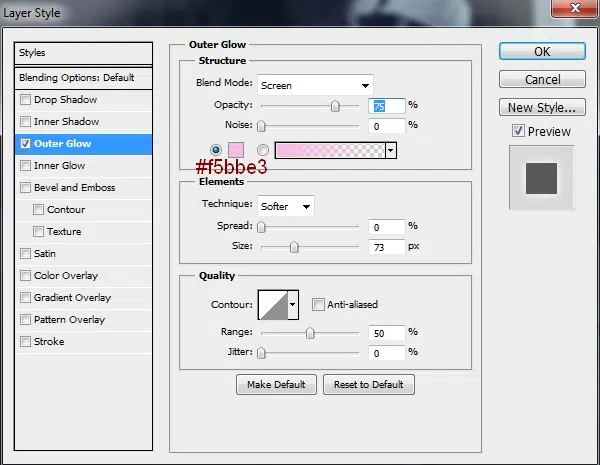 Layer Style
Styles
Blending Options: Default
Drop Shadow
Inner Shadow
Outer Glow
Inner Glow
Bevel and Emboss
Contour
Texture
Satin
Color Overlay
Gradient Overlay
Pattern Overlay
Stroke
Outer Glow
Structure
Blend Mode: Screen
Opacity: 75 %
Noise: 0 %
#f5bbe3
Elements
Technique: Softer
Spread: 0 %
Size: 73 px
Quality
Contour: Anti-aliased
Range: 50 %
Jitter: 0 %
Make Default Reset to Default
OK
Cancel
New Style...
Preview